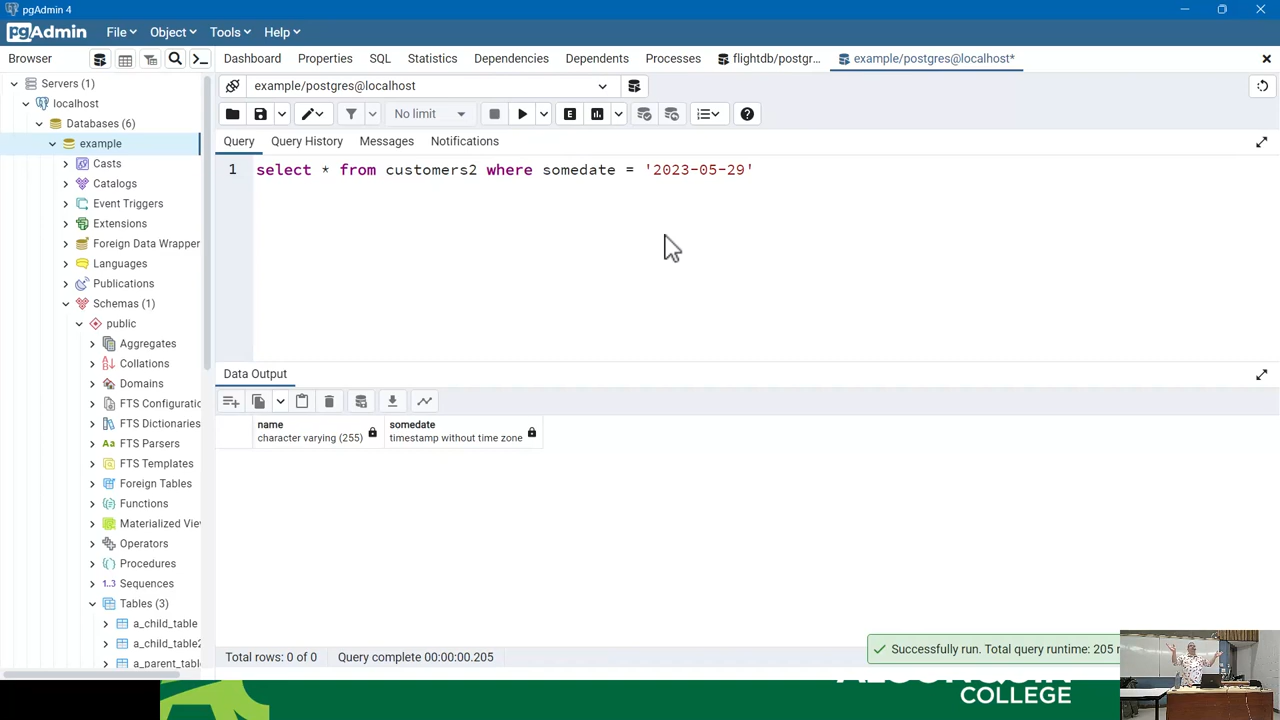 pgAdmin 4
pgAdmin File Object Tools Help
Browser
Dashboard Properties SQL Statistics Dependencies Dependents Processes flightdb/postgr... example/postgres@localhost*
Servers (1)
localhost
Databases (6)
example
Casts
Catalogs
Event Triggers
Extensions
Foreign Data Wrapper
Languages
Publications
Schemas (1)
public
Aggregates
Collations
Domains
FTS Configuratic
FTS Dictionaries
FTS Parsers
FTS Templates
Foreign Tables
Functions
Materialized Vie
Operators
Procedures
Sequences
Tables (3)
a_child_table
a_child_table2
a_parent_tabl
example/postgres@localhost
No limit
Query Query History Messages Notifications
1 select * from customers2 where somedate = '2023-05-29'
Data Output
name somedate
character varying (255) timestamp without time zone
Total rows: 0 of 0 Query complete 00:00:00.205
Successfully run. Total query runtime: 205
ALGONQUIN
COLLEGE